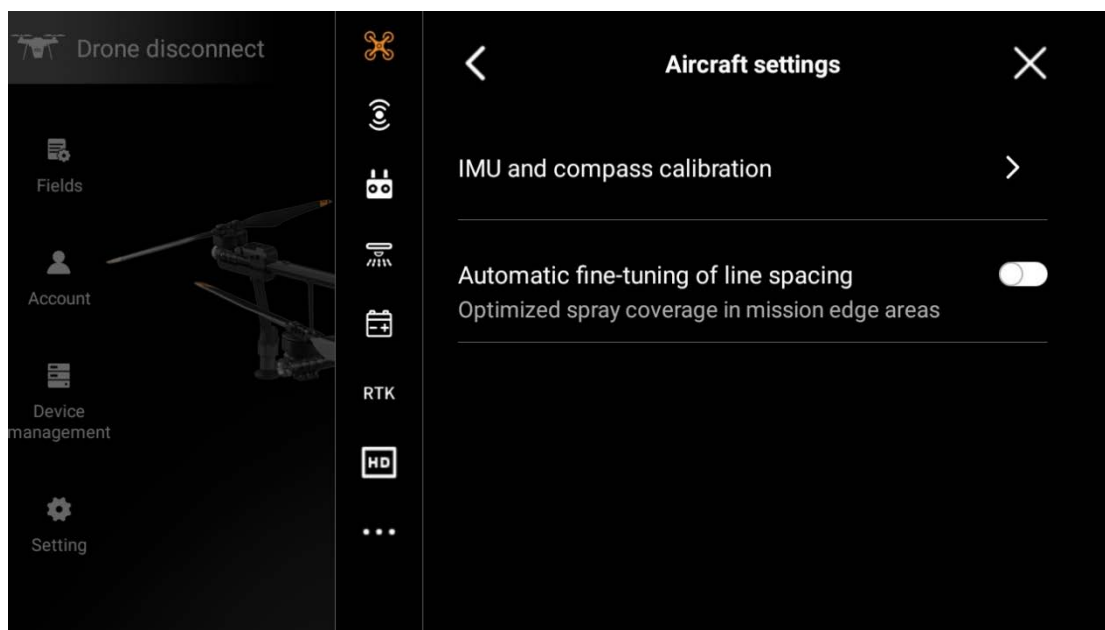 Drone disconnect
Fields
Account
Device
management
Setting
RTK
HD
Aircraft settings
IMU and compass calibration
Automatic fine-tuning of line spacing
Optimized spray coverage in mission edge areas